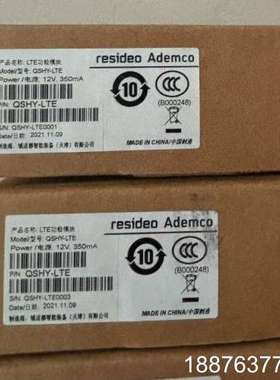 产品名称: LTE功能模块
Model/型号: QSHY-LTE
Power/电源: 12V, 350mA
P/N: QSHY-LTE
S/N: QSHY-LTE0001
Date/日期: 2021.11.09
resideo Ademco
10
CCC
(B000248)
MADE IN CHINA/中国制造
产品名称: LTE功能模块
Model/型号: QSHY-LTE
Power/电源: 12V, 350mA
P/N QSHY-LTE
S/N: QSHY-LTE0003
Date/日期: 2021.11.09
resideo Ademco
10
CCC
(B000248)
MADE IN CHINA/中国制造
18876377